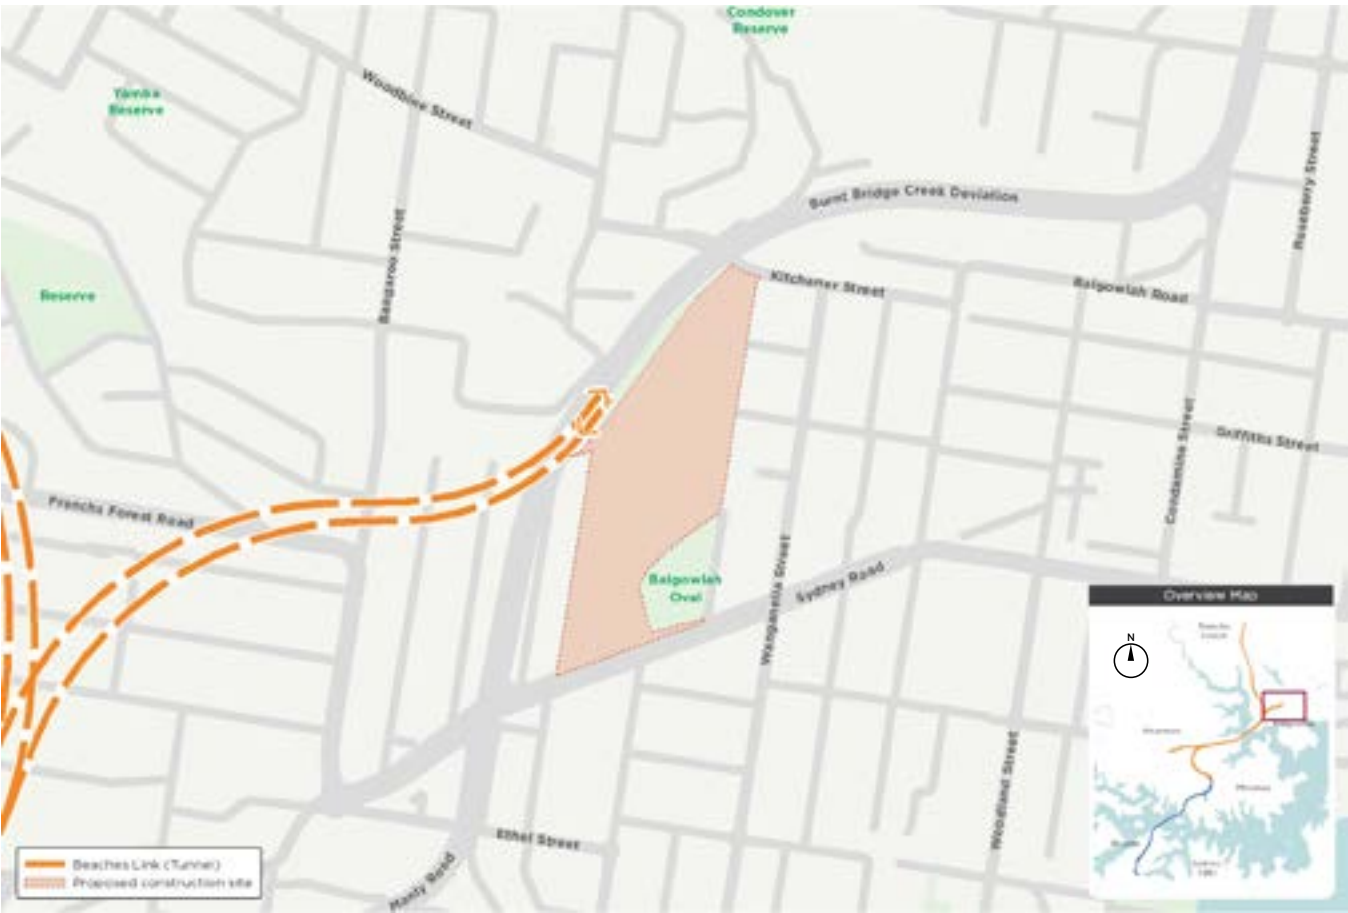 Condover
Reserve
Yamba
Reserve
Woodbine Street
Burnt Bridge Creek Deviation
Roseberry Street
Bangaroo Street
Reserve
Kitchener Street
Balgowlah Road
Griffiths Street
Condamine Street
Frenchs Forest Road
Balgowlah
Oval
Wanganella Street
Sydney Road
Woodland Street
Ethel Street
Manly Road
Beaches Link (Tunnel)
Proposed construction site
Overview Map
N